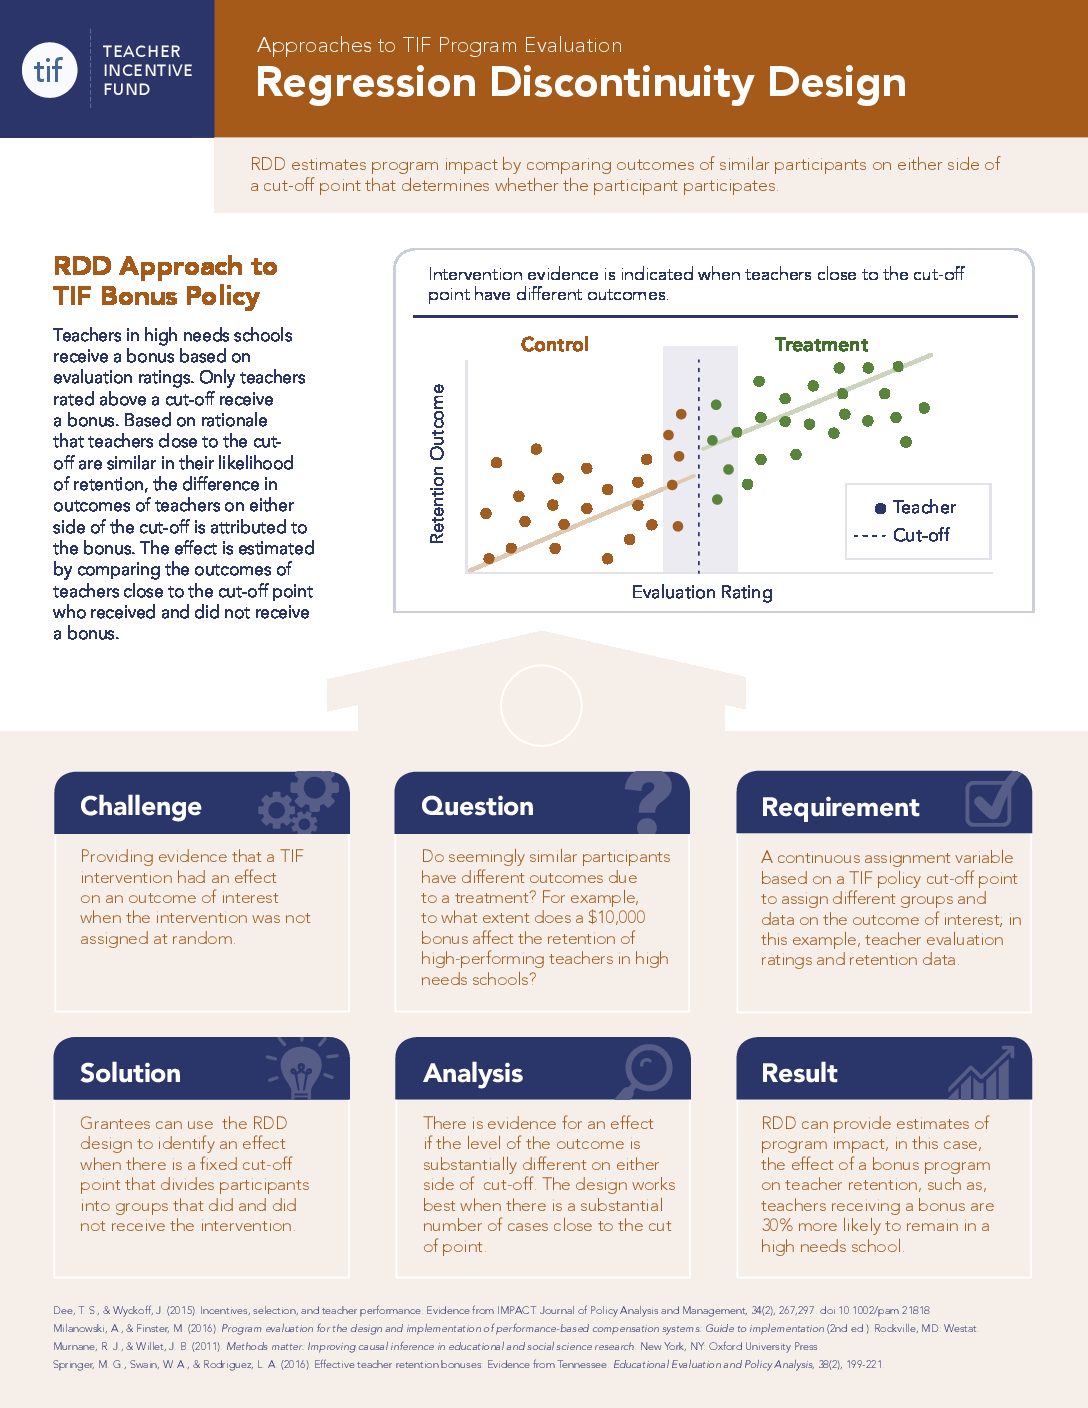 tif
TEACHER
INCENTIVE
FUND
Approaches to TIF Program Evaluation
Regression Discontinuity Design
RDD estimates program impact by comparing outcomes of similar participants on either side of
a cut-off point that determines whether the participant participates.
RDD Approach to
TIF Bonus Policy
Teachers in high needs schools
receive a bonus based on
evaluation ratings. Only teachers
rated above a cut-off receive
a bonus. Based on rationale
that teachers close to the cut-
off are similar in their likelihood
of retention, the difference in
outcomes of teachers on either
side of the cut-off is attributed to
the bonus. The effect is estimated
by comparing the outcomes of
teachers close to the cut-off point
who received and did not receive
a bonus.
Intervention evidence is indicated when teachers close to the cut-off
point have different outcomes.
Control
Treatment
Retention Outcome
Teacher
Cut-off
Evaluation Rating
Challenge
Providing evidence that a TIF
intervention had an effect
on an outcome of interest
when the intervention was not
assigned at random.
Question
Do seemingly similar participants
have different outcomes due
to a treatment? For example,
to what extent does a $10,000
bonus affect the retention of
high-performing teachers in high
needs schools?
Requirement
A continuous assignment variable
based on a TIF policy cut-off point
to assign different groups and
data on the outcome of interest; in
this example, teacher evaluation
ratings and retention data.
Solution
Grantees can use the RDD
design to identify an effect
when there is a fixed cut-off
point that divides participants
into groups that did and did
not receive the intervention.
Analysis
There is evidence for an effect
if the level of the outcome is
substantially different on either
side of cut-off. The design works
best when there is a substantial
number of cases close to the cut
of point.
Result
RDD can provide estimates of
program impact, in this case,
the effect of a bonus program
on teacher retention, such as,
teachers receiving a bonus are
30% more likely to remain in a
high needs school.
Dee, T. S., & Wyckoff, J. (2015). Incentives, selection, and teacher performance. Evidence from IMPACT Journal of Policy Analysis and Management, 34(2), 267,297. doi:10.1002/pam.21818
Milanowski, A., & Finster, M. (2016). Program evaluation for the design and implementation of performance-based compensation systems. Guide to implementation (2nd ed.). Rockville, MD: Westat.
Murnane, R. J., & Willet, J. B. (2011). Methods matter: Improving causal inference in educational and social science research. New York, NY: Oxford University Press
Springer, M. G., Swain, W. A., & Rodriguez, L. A. (2016). Effective teacher retention bonuses: Evidence from Tennessee. Educational Evaluation and Policy Analysis, 38(2), 199-221.